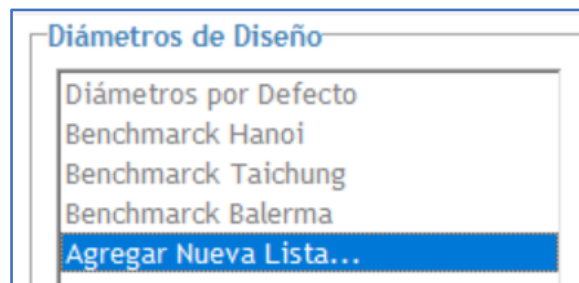 Diámetros de Diseño
Diámetros por Defecto
Benchmarck Hanoi
Benchmarck Taichung
Benchmarck Balerma
Agregar Nueva Lista...